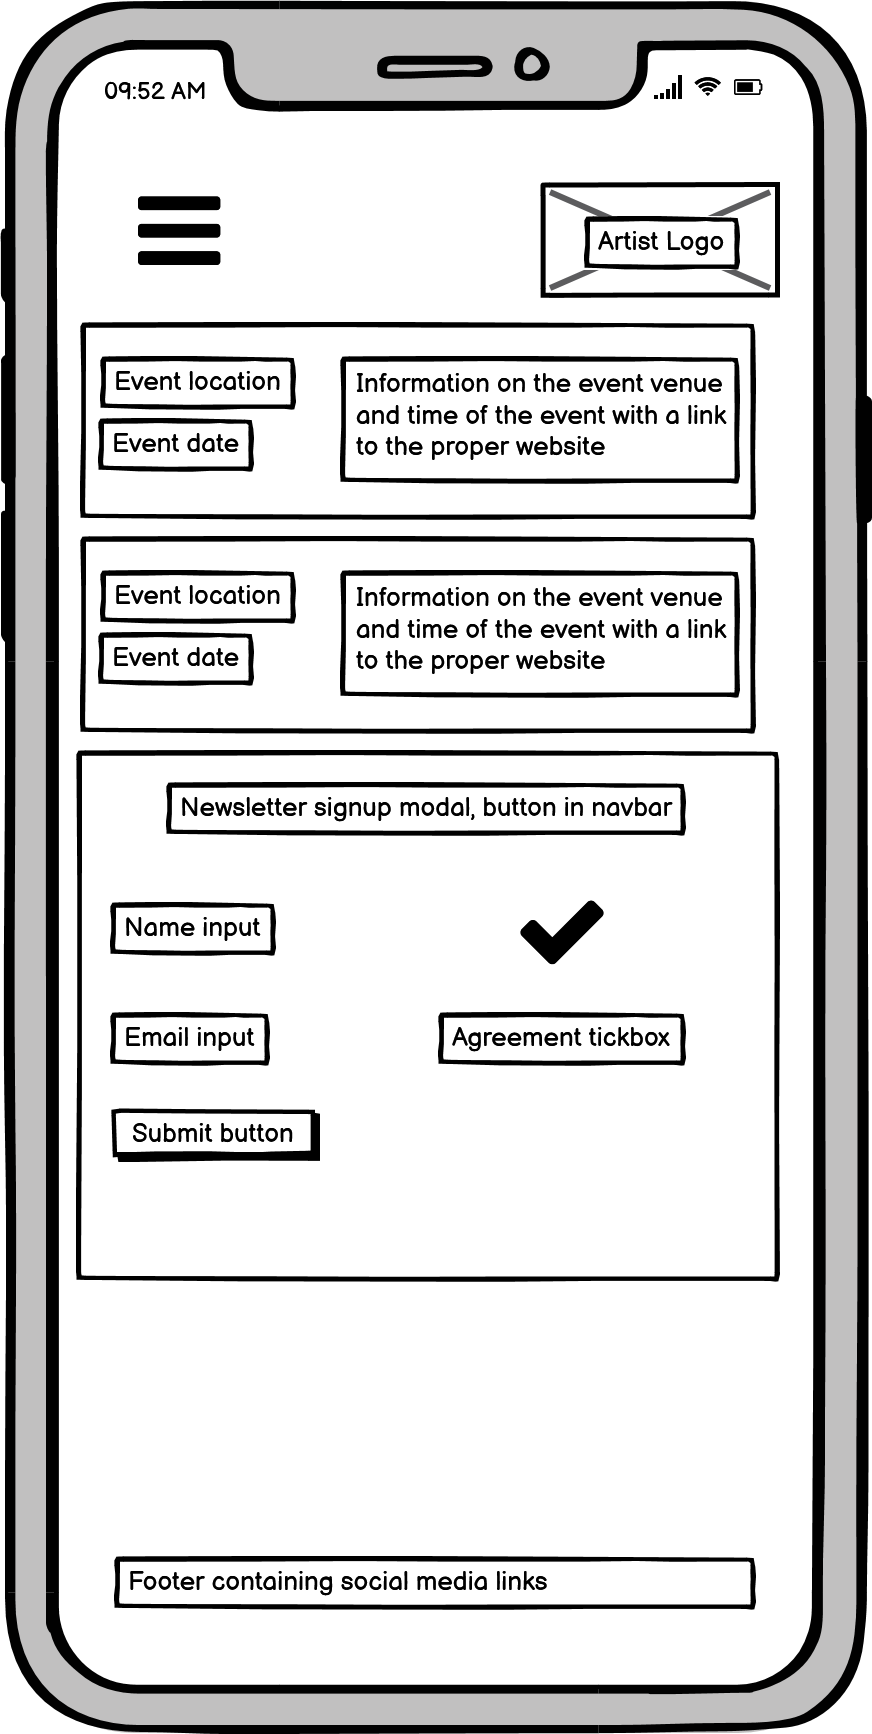 09:52 AM
Artist Logo
Event location
Event date
Information on the event venue
and time of the event with a link
to the proper website
Event location
Event date
Information on the event venue
and time of the event with a link
to the proper website
Newsletter signup modal, button in navbar
Name input
Email input
Agreement tickbox
Submit button
Footer containing social media links